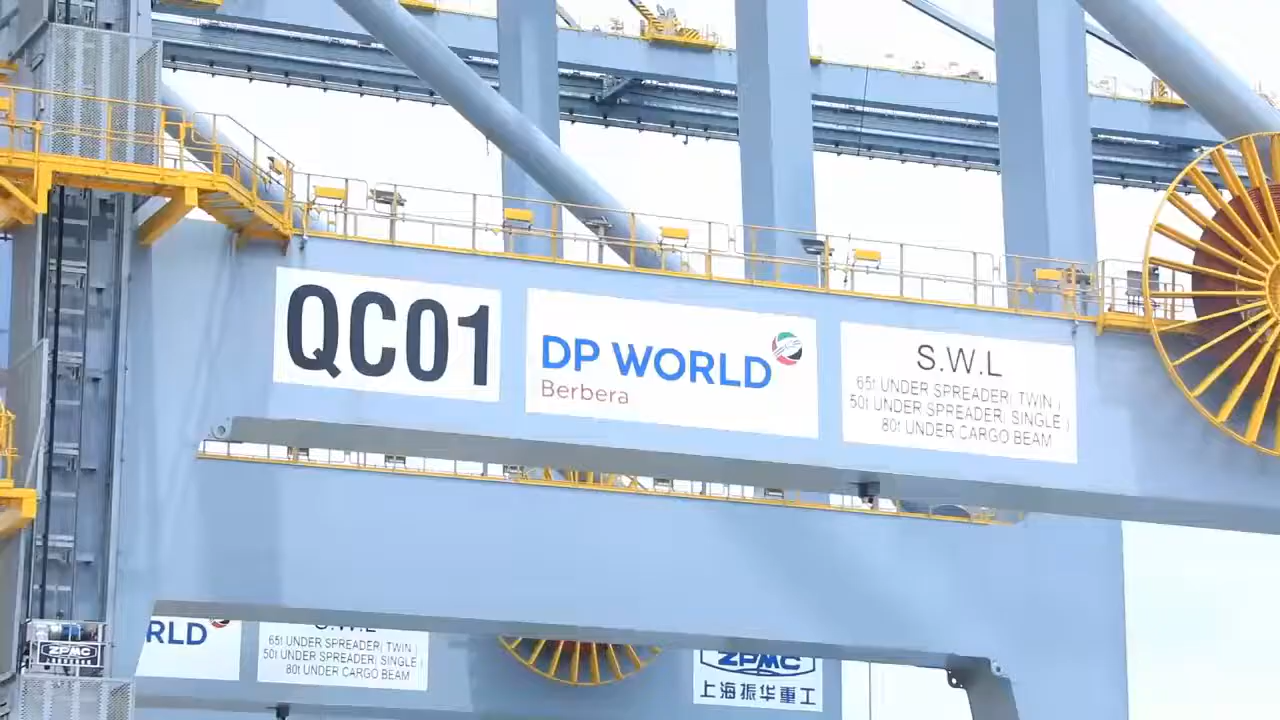 QC01
DP WORLD
Berbera
S.W.L
65t UNDER SPREADER( TWIN )
50t UNDER SPREADER( SINGLE )
80t UNDER CARGO BEAM
RLD
S.W.L
65t UNDER SPREADER( TWIN )
50t UNDER SPREADER( SINGLE )
80t UNDER CARGO BEAM
ZPMC
ZPMC
上海振华重工